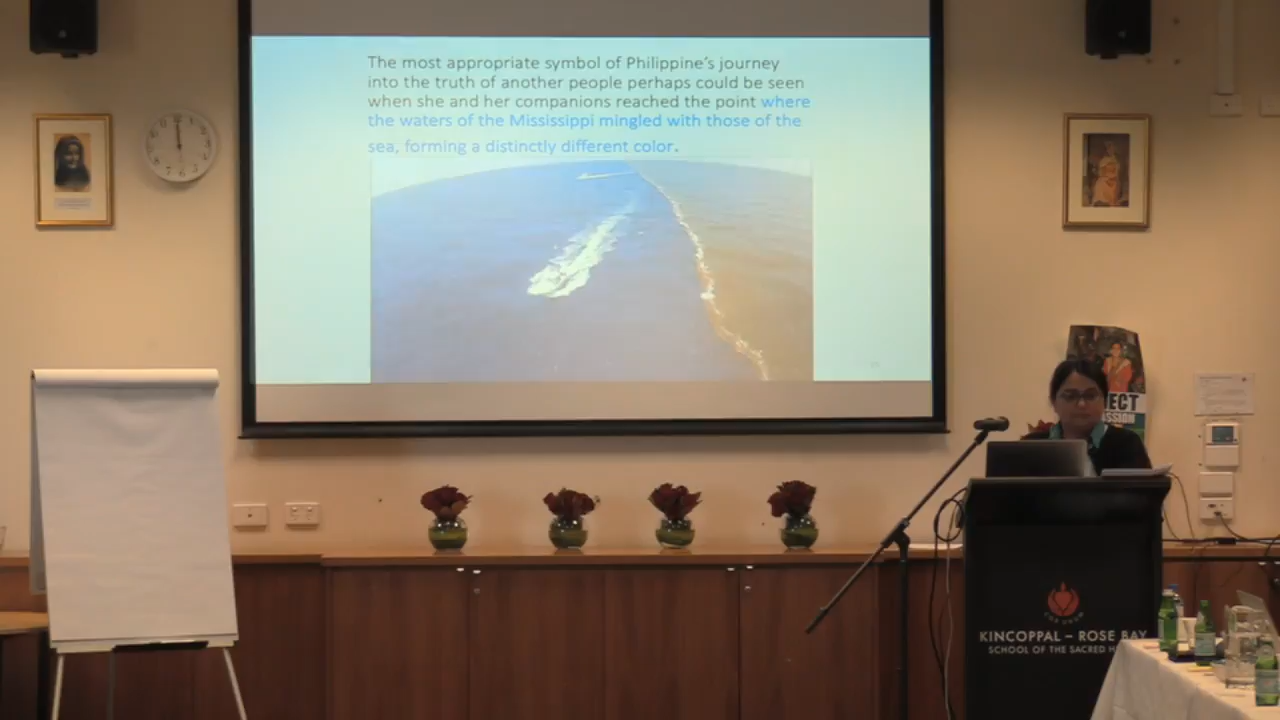 The most appropriate symbol of Philippine's journey
into the truth of another people perhaps could be seen
when she and her companions reached the point where
the waters of the Mississippi mingled with those of the
sea, forming a distinctly different color.
KINCOPPAL – ROSE BAY
SCHOOL OF THE SACRED